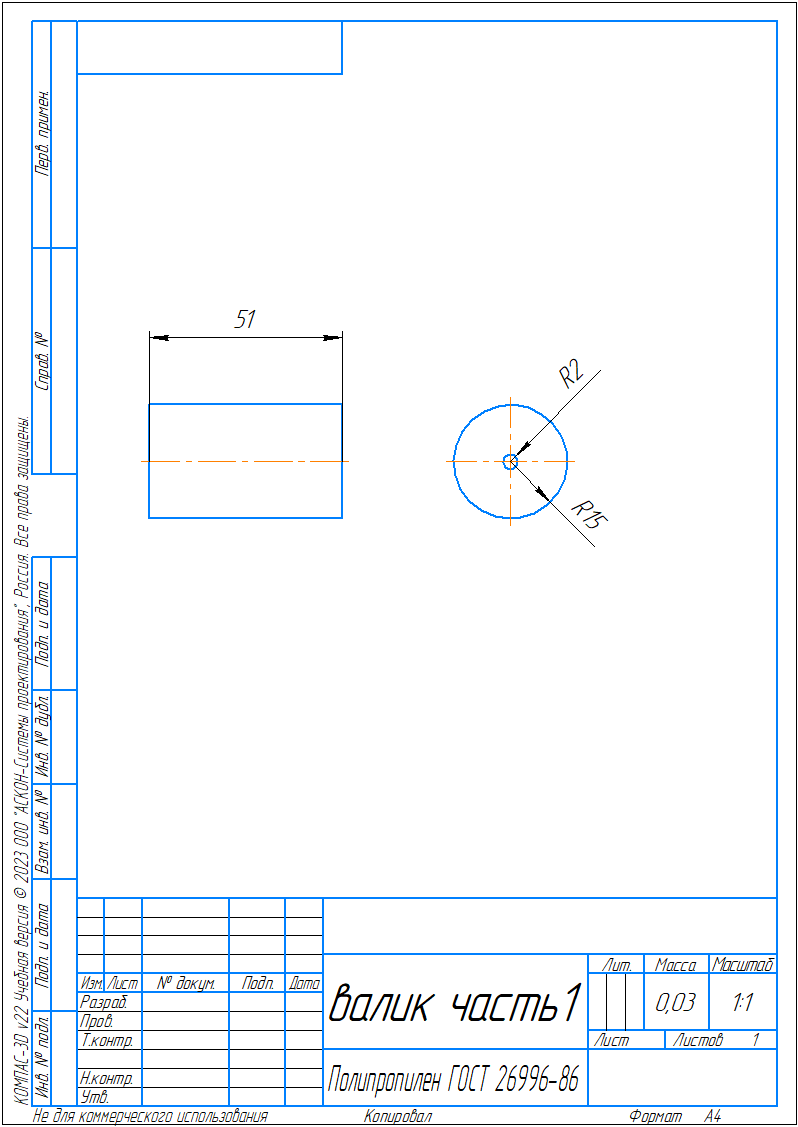 Перв. примен.
Справ. №
51
R2
R15
КОМПАС-3D v22 Учебная версия © 2023 ООО "АСКОН-Системы проектирования", Россия. Все права защищены.
Подп. и дата
Инв. № дубл.
Взам. инв. №
Подп. и дата
Инв. № подл.
Изм. Лист № докум. Подп. Дата
Разраб.
Пров.
Т.контр.
Н.контр.
Утв.
валик часть1
Полипропилен ГОСТ 26996-86
Лит. Масса Масштаб
0,03 1:1
Лист Листов 1
Не для коммерческого использования Копировал Формат А4